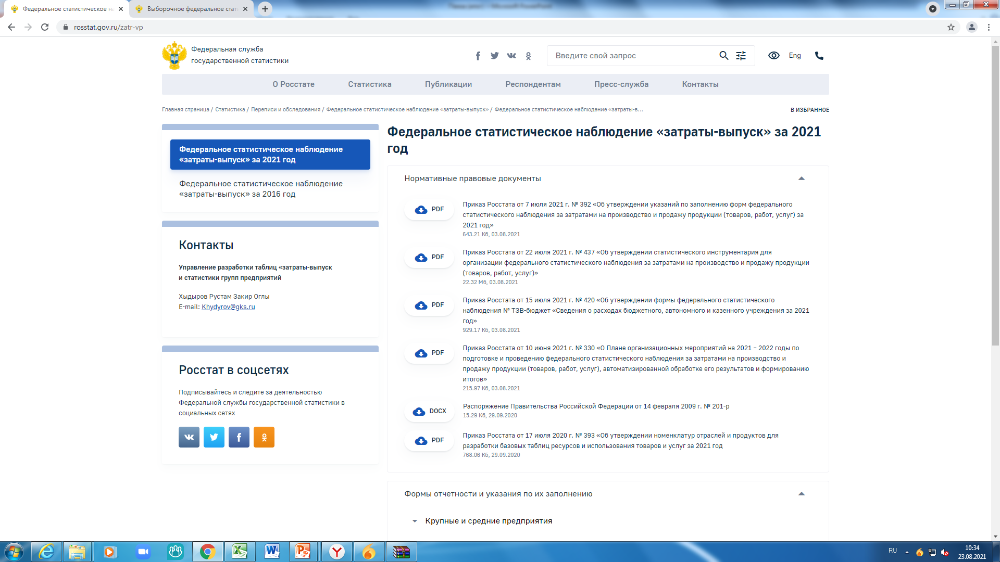 Федеральное статистическое н
Выборочное федеральное стат
rosstat.gov.ru/zatr-vp
Федеральная служба
государственной статистики
Введите свой запрос
Eng
О Росстате
Статистика
Публикации
Респондентам
Пресс-служба
Контакты
Главная страница / Статистика / Переписи и обследования / Федеральное статистическое наблюдение «затраты-выпуск» / Федеральное статистическое наблюдение «затраты-в...
В ИЗБРАННОЕ
Федеральное статистическое наблюдение
«затраты-выпуск» за 2021 год
Федеральное статистическое наблюдение
«затраты-выпуск» за 2016 год
Контакты
Управление разработки таблиц «затраты-выпуск
и статистики групп предприятий
Хыдыров Рустам Закир Оглы
E-mail: Khydyrov@gks.ru
Росстат в соцсетях
Подписывайтесь и следите за деятельностью
Федеральной службы государственной статистики в
социальных сетях
Федеральное статистическое наблюдение «затраты-выпуск» за 2021
год
Нормативные правовые документы
PDF
Приказ Росстата от 7 июля 2021 г. № 392 «Об утверждении указаний по заполнению форм федерального
статистического наблюдения за затратами на производство и продажу продукции (товаров, работ, услуг) за
2021 год»
643.21 Кб, 03.08.2021
PDF
Приказ Росстата от 22 июля 2021 г. № 437 «Об утверждении статистического инструментария для
организации федерального статистического наблюдения за затратами на производство и продажу продукции
(товаров, работ, услуг)»
22.32 Мб, 03.08.2021
PDF
Приказ Росстата от 15 июля 2021 г. № 420 «Об утверждении формы федерального статистического
наблюдения № ТЗВ-бюджет «Сведения о расходах бюджетного, автономного и казенного учреждения за 2021
год»
929.17 Кб, 03.08.2021
PDF
Приказ Росстата от 10 июня 2021 г. № 330 «О Плане организационных мероприятий на 2021 – 2022 годы по
подготовке и проведению федерального статистического наблюдения за затратами на производство и
продажу продукции (товаров, работ, услуг), автоматизированной обработке его результатов и формированию
итогов»
215.97 Кб, 03.08.2021
DOCX
Распоряжение Правительства Российской Федерации от 14 февраля 2009 г. № 201-р
15.29 Кб, 29.09.2020
PDF
Приказ Росстата от 17 июля 2020 г. № 393 «Об утверждении номенклатур отраслей и продуктов для
разработки базовых таблиц ресурсов и использования товаров и услуг за 2021 год
768.06 Кб, 29.09.2020
Формы отчетности и указания по их заполнению
Крупные и средние предприятия
RU
10:34
23.08.2021